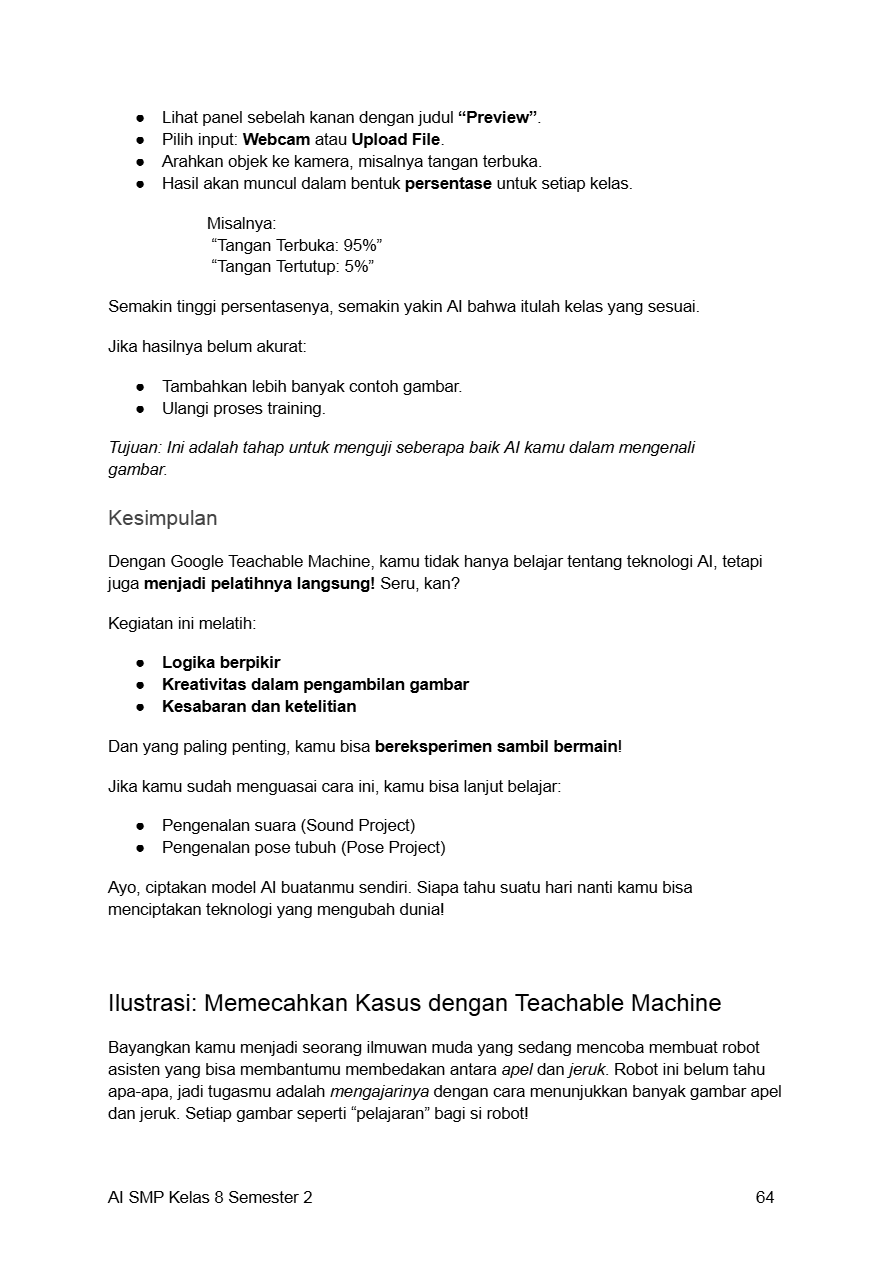 ● Lihat panel sebelah kanan dengan judul “Preview”.
● Pilih input: Webcam atau Upload File.
● Arahkan objek ke kamera, misalnya tangan terbuka.
● Hasil akan muncul dalam bentuk persentase untuk setiap kelas.
Misalnya:
“Tangan Terbuka: 95%”
“Tangan Tertutup: 5%”
Semakin tinggi persentasenya, semakin yakin AI bahwa itulah kelas yang sesuai.
Jika hasilnya belum akurat:
● Tambahkan lebih banyak contoh gambar.
● Ulangi proses training.
Tujuan: Ini adalah tahap untuk menguji seberapa baik AI kamu dalam mengenali
gambar.
Kesimpulan
Dengan Google Teachable Machine, kamu tidak hanya belajar tentang teknologi AI, tetapi
juga menjadi pelatihnya langsung! Seru, kan?
Kegiatan ini melatih:
● Logika berpikir
● Kreativitas dalam pengambilan gambar
● Kesabaran dan ketelitian
Dan yang paling penting, kamu bisa bereksperimen sambil bermain!
Jika kamu sudah menguasai cara ini, kamu bisa lanjut belajar:
● Pengenalan suara (Sound Project)
● Pengenalan pose tubuh (Pose Project)
Ayo, ciptakan model AI buatanmu sendiri. Siapa tahu suatu hari nanti kamu bisa
menciptakan teknologi yang mengubah dunia!
Ilustrasi: Memecahkan Kasus dengan Teachable Machine
Bayangkan kamu menjadi seorang ilmuwan muda yang sedang mencoba membuat robot
asisten yang bisa membantumu membedakan antara apel dan jeruk. Robot ini belum tahu
apa-apa, jadi tugasmu adalah mengajarinya dengan cara menunjukkan banyak gambar apel
dan jeruk. Setiap gambar seperti “pelajaran” bagi si robot!
AI SMP Kelas 8 Semester 2 64